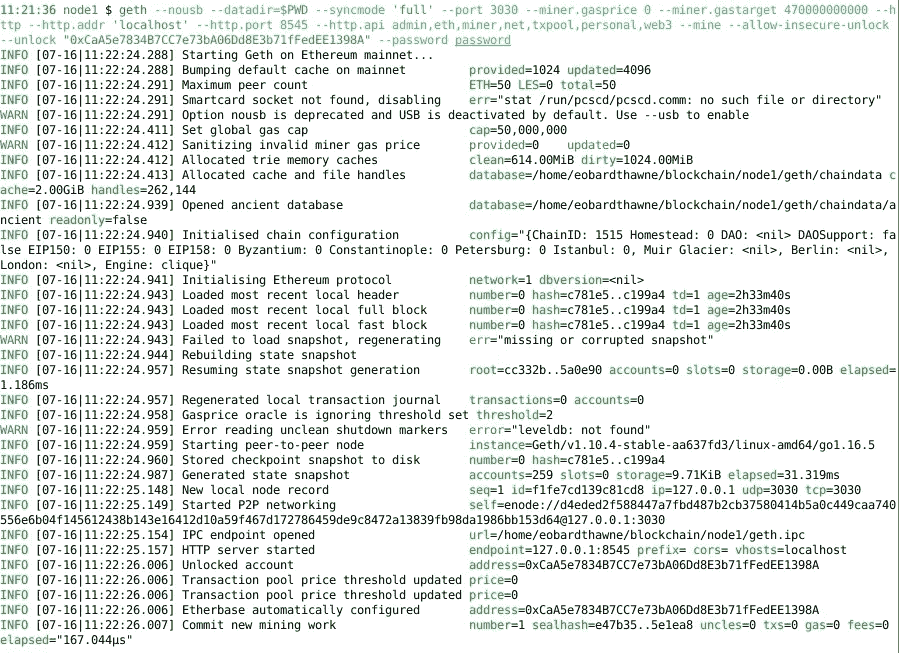 11:21:36 node1 $ geth --nousb --datadir=$PWD --syncmode 'full' --port 3030 --miner.gasprice 0 --miner.gastarget 470000000000 --h
ttp --http.addr 'localhost' --http.port 8545 --http.api admin,eth,miner,net,txpool,personal,web3 --mine --allow-insecure-unlock
--unlock "0xCaA5e7834B7CC7e73bA06Dd8E3b71fFedEE1398A" --password password
INFO [07-16|11:22:24.288] Starting Geth on Ethereum mainnet...
INFO [07-16|11:22:24.288] Bumping default cache on mainnet provided=1024 updated=4096
INFO [07-16|11:22:24.291] Maximum peer count ETH=50 LES=0 total=50
INFO [07-16|11:22:24.291] Smartcard socket not found, disabling err="stat /run/pcscd/pcscd.comm: no such file or directory"
WARN [07-16|11:22:24.291] Option nousb is deprecated and USB is deactivated by default. Use --usb to enable
INFO [07-16|11:22:24.411] Set global gas cap cap=50,000,000
WARN [07-16|11:22:24.412] Sanitizing invalid miner gas price provided=0 updated=0
INFO [07-16|11:22:24.412] Allocated trie memory caches clean=614.00MiB dirty=1024.00MiB
INFO [07-16|11:22:24.413] Allocated cache and file handles database=/home/eobardthawne/blockchain/node1/geth/chaindata c
ache=2.00GiB handles=262,144
INFO [07-16|11:22:24.939] Opened ancient database database=/home/eobardthawne/blockchain/node1/geth/chaindata/a
ncient readonly=false
INFO [07-16|11:22:24.940] Initialised chain configuration config="{ChainID: 1515 Homestead: 0 DAO: <nil> DAOSupport: fa
lse EIP150: 0 EIP155: 0 EIP158: 0 Byzantium: 0 Constantinople: 0 Petersburg: 0 Istanbul: 0, Muir Glacier: <nil>, Berlin: <nil>,
London: <nil>, Engine: clique}"
INFO [07-16|11:22:24.941] Initialising Ethereum protocol network=1 dbversion=<nil>
INFO [07-16|11:22:24.943] Loaded most recent local header number=0 hash=c781e5..c199a4 td=1 age=2h33m40s
INFO [07-16|11:22:24.943] Loaded most recent local full block number=0 hash=c781e5..c199a4 td=1 age=2h33m40s
INFO [07-16|11:22:24.943] Loaded most recent local fast block number=0 hash=c781e5..c199a4 td=1 age=2h33m40s
WARN [07-16|11:22:24.943] Failed to load snapshot, regenerating err="missing or corrupted snapshot"
INFO [07-16|11:22:24.944] Rebuilding state snapshot
INFO [07-16|11:22:24.957] Resuming state snapshot generation root=cc332b..5a0e90 accounts=0 slots=0 storage=0.00B elapsed=
1.186ms
INFO [07-16|11:22:24.957] Regenerated local transaction journal transactions=0 accounts=0
INFO [07-16|11:22:24.958] Gasprice oracle is ignoring threshold set threshold=2
WARN [07-16|11:22:24.959] Error reading unclean shutdown markers error="leveldb: not found"
INFO [07-16|11:22:24.959] Starting peer-to-peer node instance=Geth/v1.10.4-stable-aa637fd3/linux-amd64/go1.16.5
INFO [07-16|11:22:24.960] Stored checkpoint snapshot to disk number=0 hash=c781e5..c199a4
INFO [07-16|11:22:24.987] Generated state snapshot accounts=259 slots=0 storage=9.71KiB elapsed=31.319ms
INFO [07-16|11:22:25.148] New local node record seq=1 id=f1fe7cd139c81cd8 ip=127.0.0.1 udp=3030 tcp=3030
INFO [07-16|11:22:25.149] Started P2P networking self=enode://d4eded2f588447a7fbd487b2cb37580414b5a0c449caa740
556e6b04f145612438b143e16412d10a59f467d172786459de9c8472a13839fb98da1986bb153d64@127.0.0.1:3030
INFO [07-16|11:22:25.154] IPC endpoint opened url=/home/eobardthawne/blockchain/node1/geth.ipc
INFO [07-16|11:22:25.157] HTTP server started endpoint=127.0.0.1:8545 prefix= cors= vhosts=localhost
INFO [07-16|11:22:26.006] Unlocked account address=0xCaA5e7834B7CC7e73bA06Dd8E3b71fFedEE1398A
INFO [07-16|11:22:26.006] Transaction pool price threshold updated price=0
INFO [07-16|11:22:26.006] Transaction pool price threshold updated price=0
INFO [07-16|11:22:26.006] Etherbase automatically configured address=0xCaA5e7834B7CC7e73bA06Dd8E3b71fFedEE1398A
INFO [07-16|11:22:26.007] Commit new mining work number=1 sealhash=e47b35..5e1ea8 uncles=0 txs=0 gas=0 fees=0
elapsed="167.044µs"